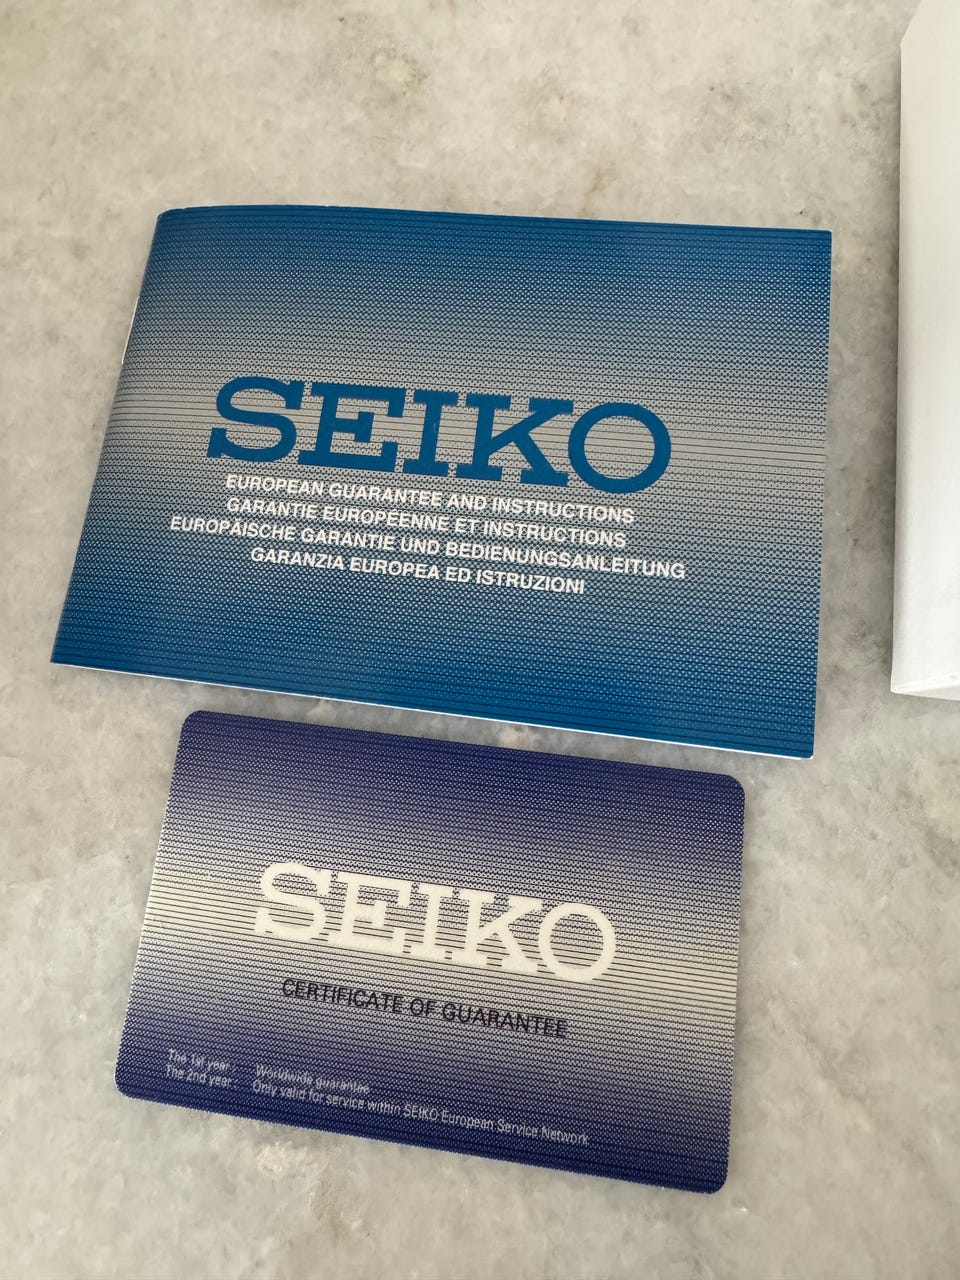 SEIKO
EUROPEAN GUARANTEE AND INSTRUCTIONS
GARANTIE EUROPÉENNE ET INSTRUCTIONS
EUROPÄISCHE GARANTIE UND BEDIENUNGSANLEITUNG
GARANZIA EUROPEA ED ISTRUZIONI
SEIKO
CERTIFICATE OF GUARANTEE
The 1st year : Worldwide guarantee
The 2nd year : Only valid for service within SEIKO European Service Network